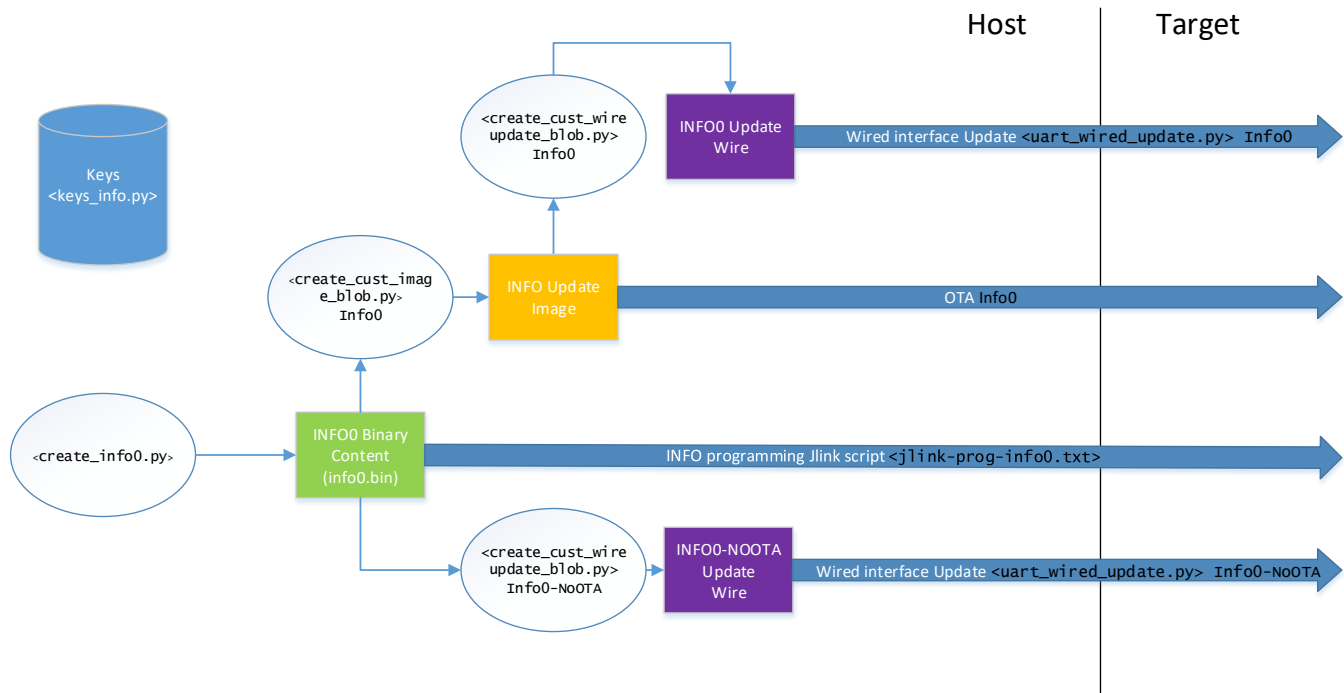 Host
Target
<create_cust_wire
update_blob.py>
Info0
INFO0 Update
Wire
Wired interface Update <uart_wired_update.py> Info0
Keys
<keys_info.py>
<create_cust_imag
e_blob.py>
Info0
INFO Update
Image
OTA Info0
<create_info0.py>
INFO0 Binary
Content
(info0.bin)
INFO programming Jlink script <jlink-prog-info0.txt>
<create_cust_wire
update_blob.py>
Info0-NoOTA
INFO0-NOOTA
Update
Wire
Wired interface Update <uart_wired_update.py> Info0-NoOTA